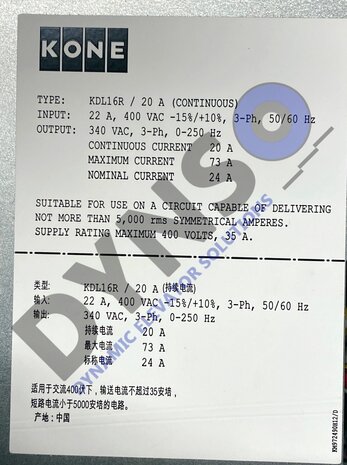 KONE
TYPE: KDL16R / 20 A (CONTINUOUS)
INPUT: 22 A, 400 VAC -15%/+10%, 3-Ph, 50/60 Hz
OUTPUT: 340 VAC, 3-Ph, 0-250 Hz
CONTINUOUS CURRENT 20 A
MAXIMUM CURRENT 73 A
NOMINAL CURRENT 24 A
SUITABLE FOR USE ON A CIRCUIT CAPABLE OF DELIVERING
NOT MORE THAN 5,000 rms SYMMETRICAL AMPERES.
SUPPLY RATING MAXIMUM 400 VOLTS, 35 A.
类型: KDL16R / 20 A (持续电流)
输入: 22 A, 400 VAC -15%/+10%, 3-Ph, 50/60 Hz
输出: 340 VAC, 3-Ph, 0-250 Hz
持续电流 20 A
最大电流 73 A
标称电流 24 A
适用于交流400伏下，输送电流不超过35安培，
短路电流小于5000安培的电路。
产地: 中国
KM972490H12/D
DYNSO
DYNAMIC ELEVATOR SOLUTIONS